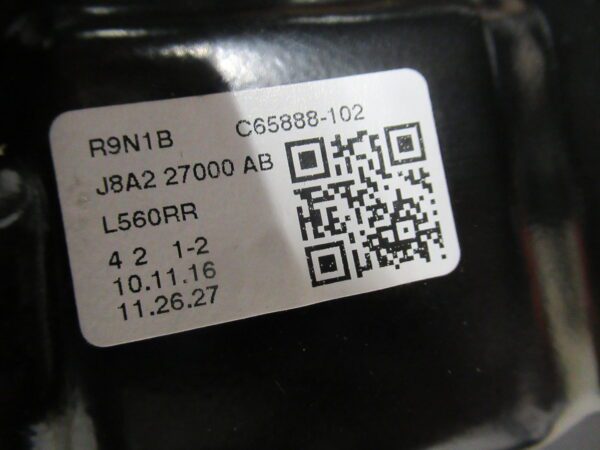 R9N1B C65888-102
J8A2 27000 AB
L560RR
4 2 1-2
10.11.16
11.26.27